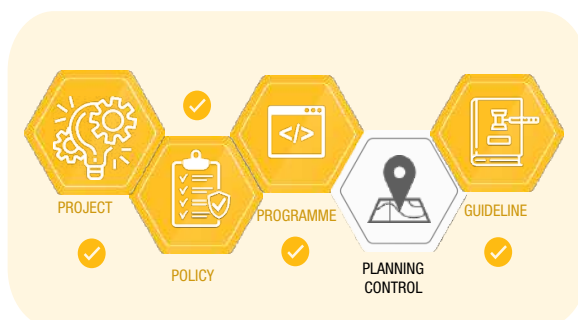 PROJECT
POLICY
</>
PROGRAMME
PLANNING
CONTROL
GUIDELINE